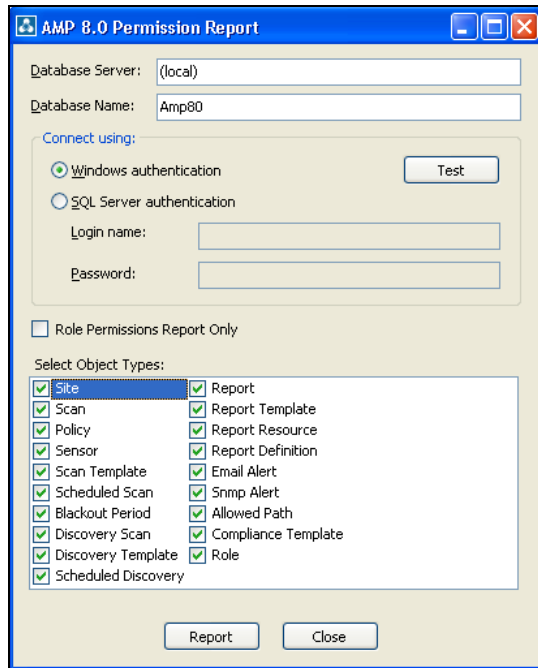 AMP 8.0 Permission Report
Database Server: (local)
Database Name: Amp80
Connect using:
Windows authentication
Test
SQL Server authentication
Login name:
Password:
Role Permissions Report Only
Select Object Types:
Site Report
Scan Report Template
Policy Report Resource
Sensor Report Definition
Scan Template Email Alert
Scheduled Scan Snmp Alert
Blackout Period Allowed Path
Discovery Scan Compliance Template
Discovery Template Role
Scheduled Discovery
Report Close